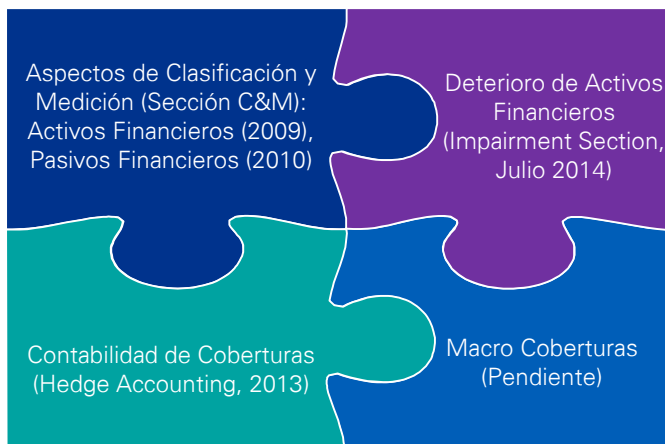 Aspectos de Clasificación y
Medición (Sección C&M):
Activos Financieros (2009),
Pasivos Financieros (2010)
Deterioro de Activos
Financieros
(Impairment Section,
Julio 2014)
Contabilidad de Coberturas
(Hedge Accounting, 2013)
Macro Coberturas
(Pendiente)